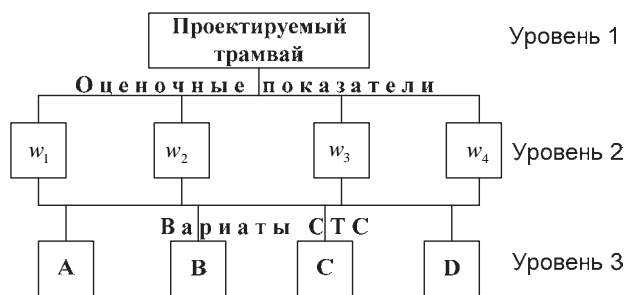 Проектируемый
трамвай
Уровень 1
Оценочные показатели
w₁ w₂ w₃ w₄ Уровень 2
Вариаты СТС
A B C D Уровень 3